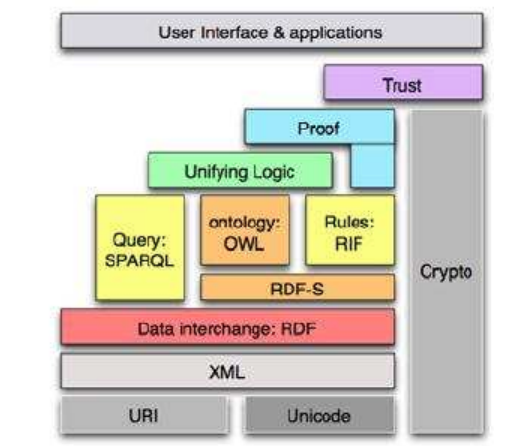 User Interface & applications
Trust
Proof
Unifying Logic
Query:
SPARQL
ontology:
OWL
Rules:
RIF
Crypto
RDF-S
Data interchange: RDF
XML
URI
Unicode